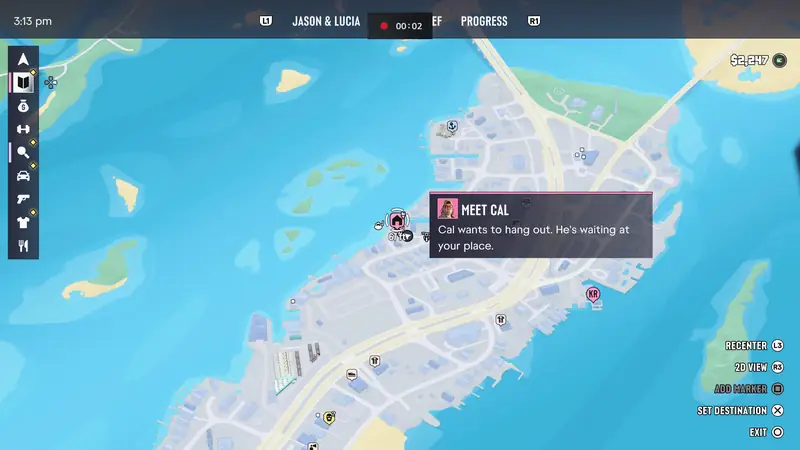 3:13 pm
L1
JASON & LUCIA
00:02
EF
PROGRESS
R1
$2,247
MEET CAL
Cal wants to hang out. He's waiting at
your place.
KR
RECENTER L3
2D VIEW R3
ADD MARKER
SET DESTINATION
EXIT